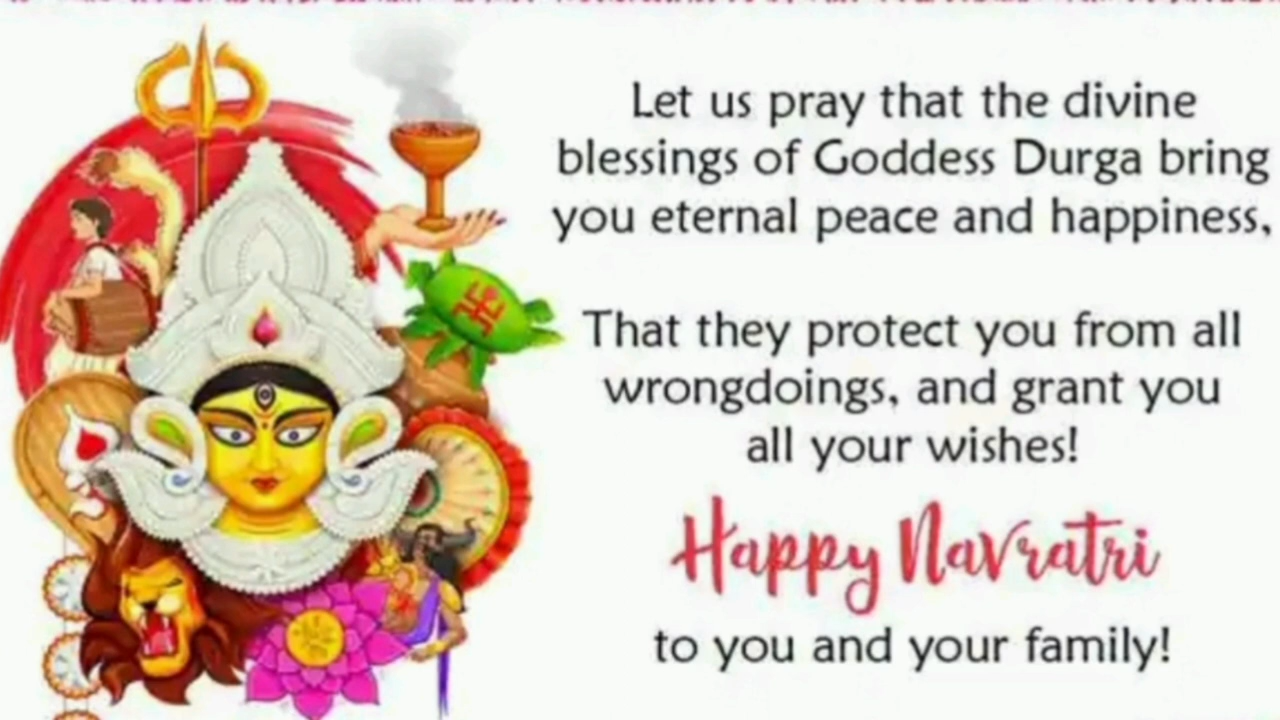 Let us pray that the divine
blessings of Goddess Durga bring
you eternal peace and happiness,
That they protect you from all
wrongdoings, and grant you
all your wishes!
Happy Navratri
to you and your family!